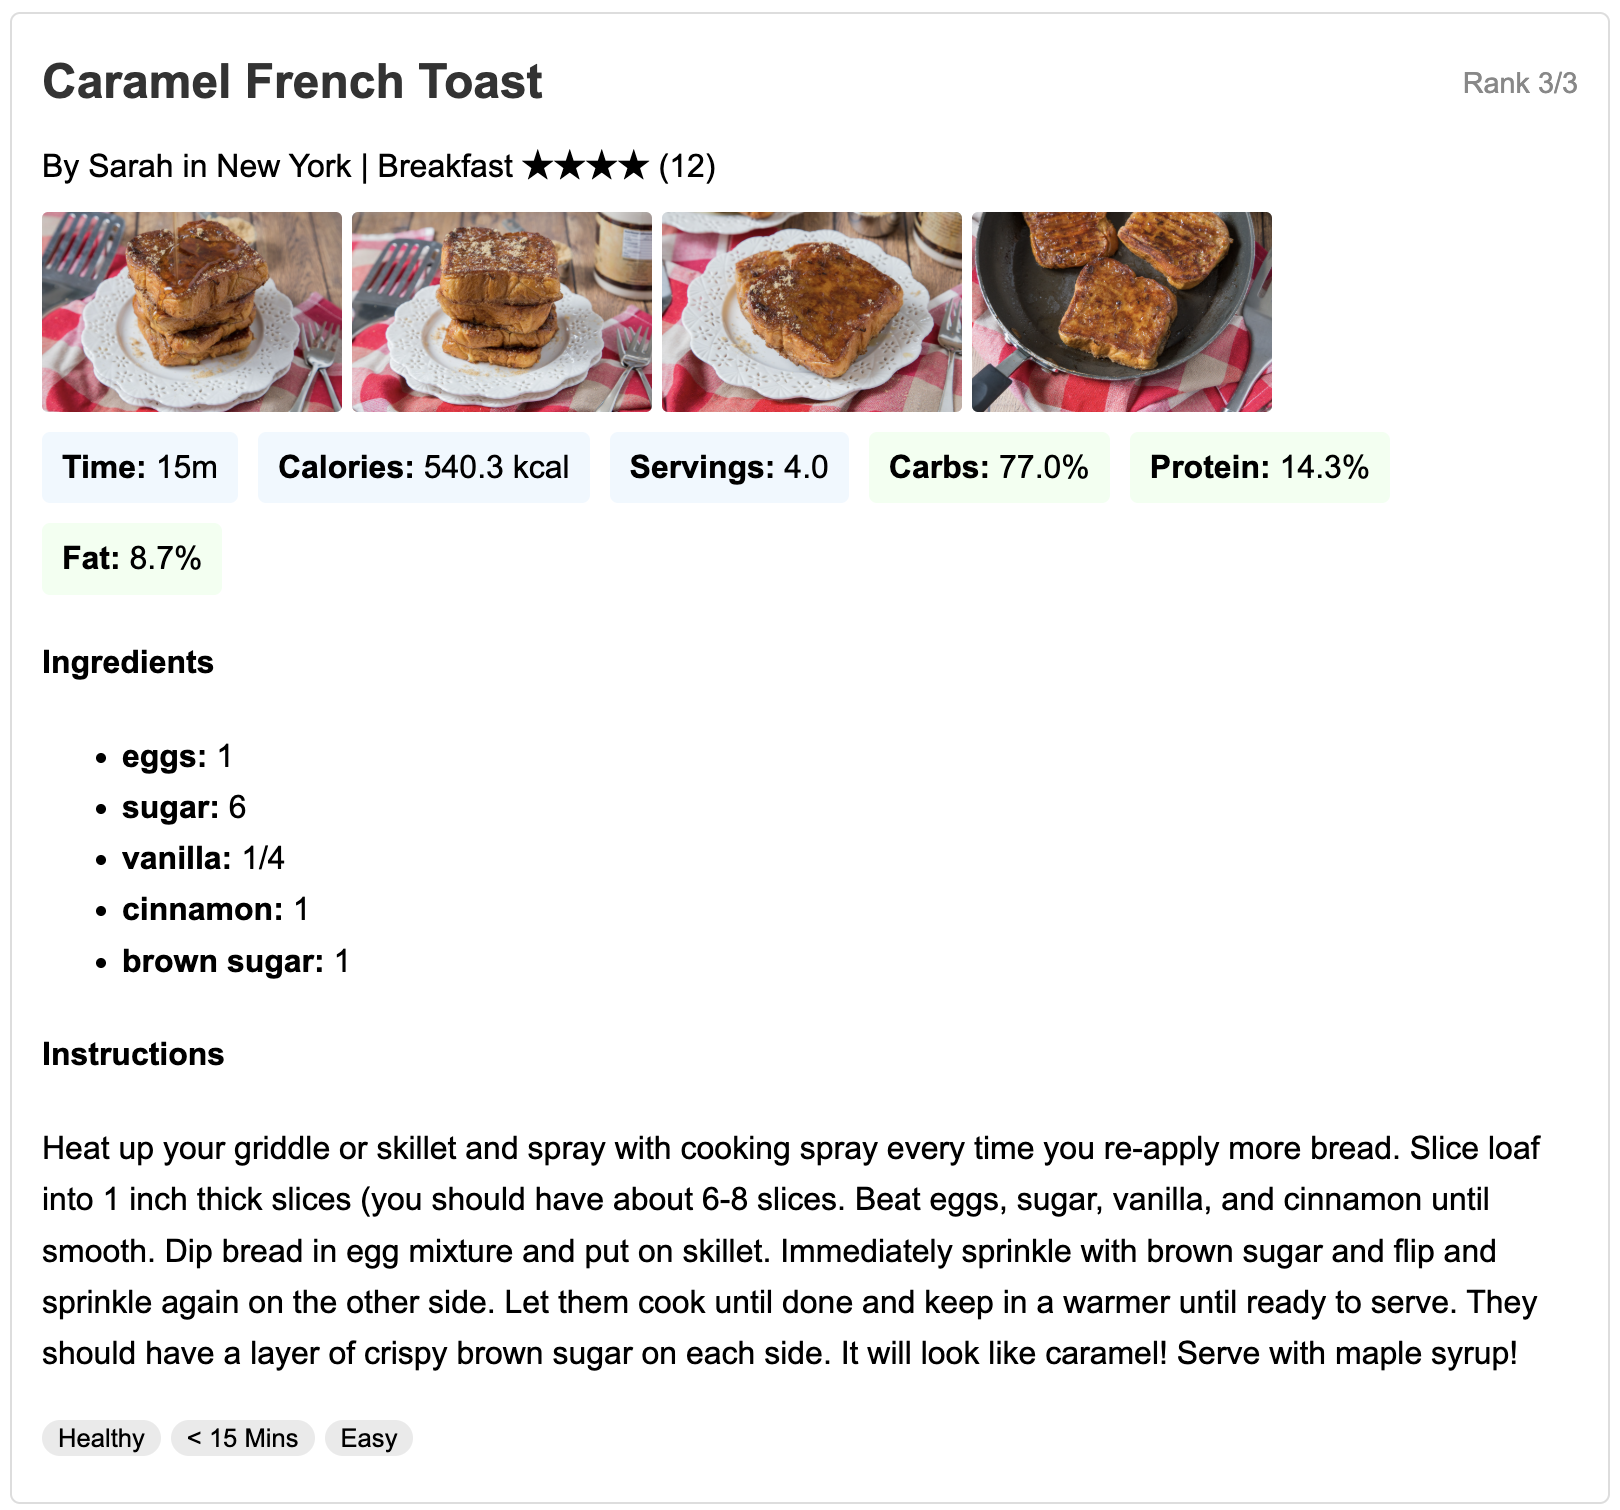 Caramel French Toast
Rank 3/3
By Sarah in New York | Breakfast ★★★★ (12)
Time: 15m
Calories: 540.3 kcal
Servings: 4.0
Carbs: 77.0%
Protein: 14.3%
Fat: 8.7%
Ingredients
• eggs: 1
• sugar: 6
• vanilla: 1/4
• cinnamon: 1
• brown sugar: 1
Instructions
Heat up your griddle or skillet and spray with cooking spray every time you re-apply more bread. Slice loaf
into 1 inch thick slices (you should have about 6-8 slices. Beat eggs, sugar, vanilla, and cinnamon until
smooth. Dip bread in egg mixture and put on skillet. Immediately sprinkle with brown sugar and flip and
sprinkle again on the other side. Let them cook until done and keep in a warmer until ready to serve. They
should have a layer of crispy brown sugar on each side. It will look like caramel! Serve with maple syrup!
Healthy
< 15 Mins
Easy